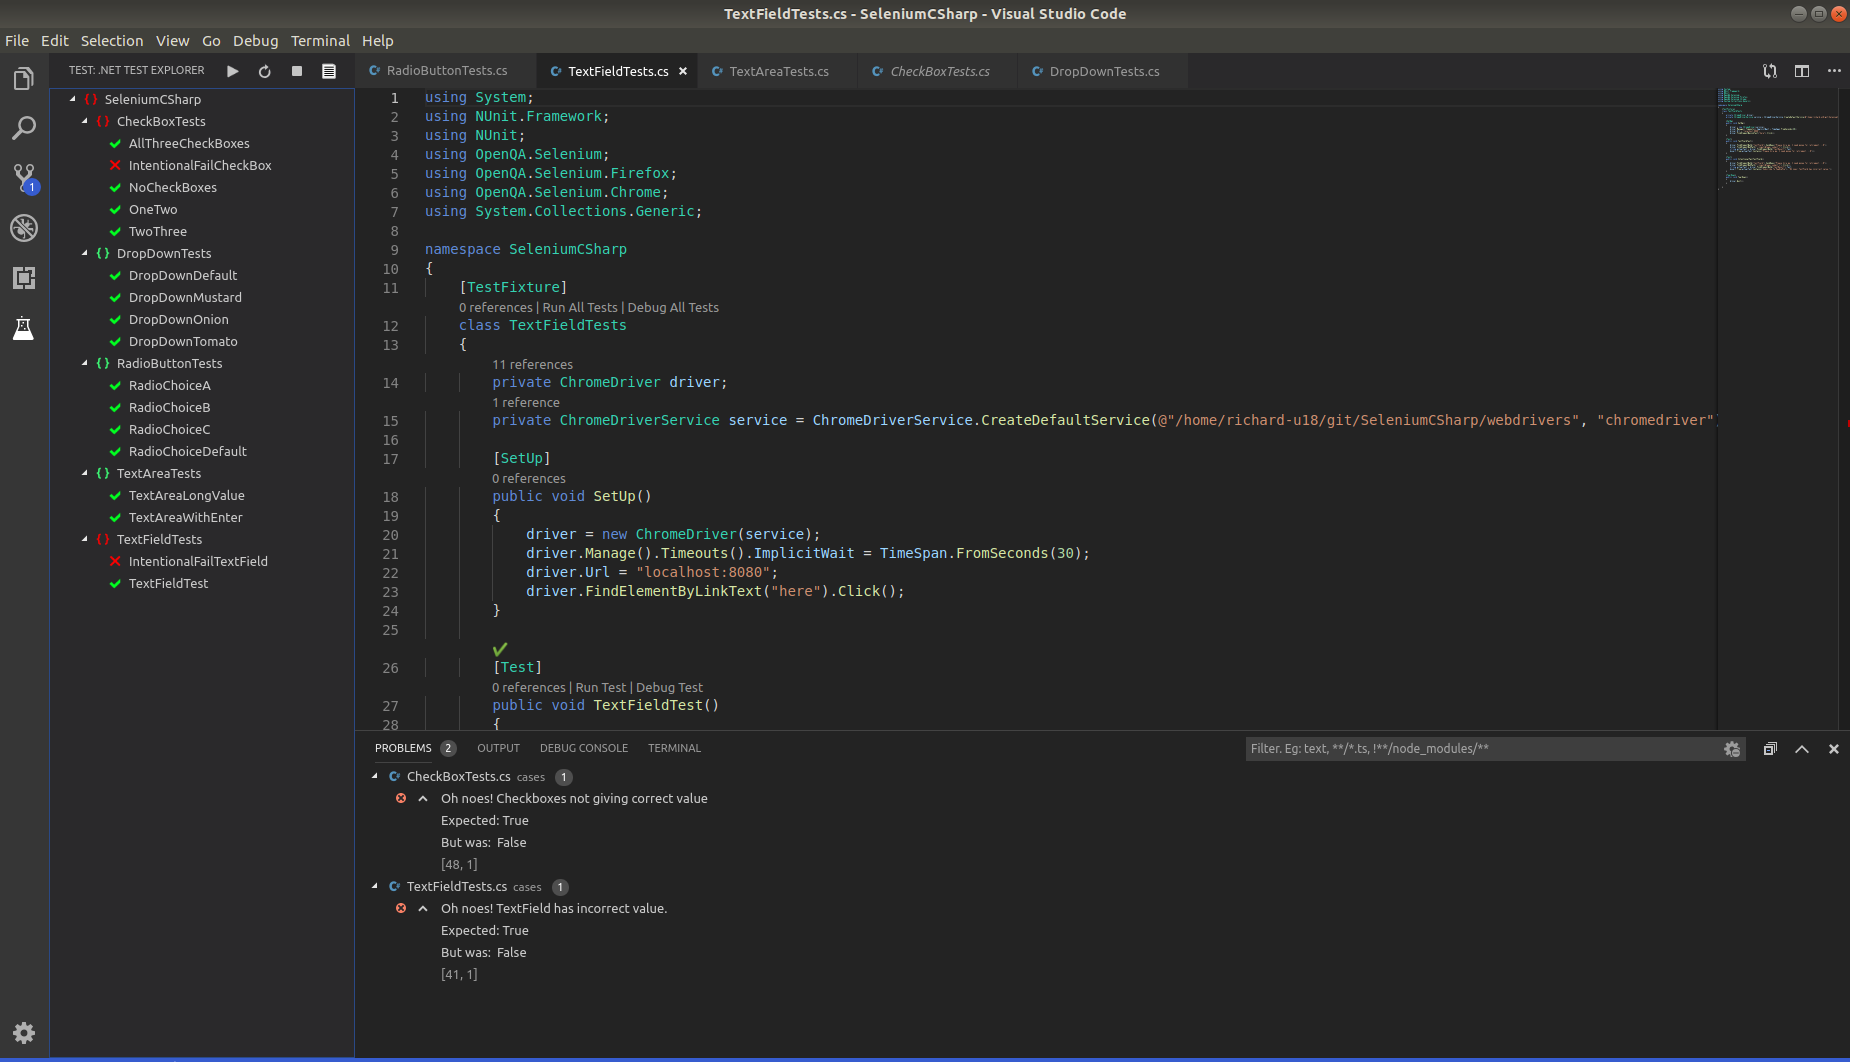 TextFieldTests.cs - SeleniumCSharp - Visual Studio Code
File Edit Selection View Go Debug Terminal Help
TEST: .NET TEST EXPLORER
SeleniumCSharp
CheckBoxTests
AllThreeCheckBoxes
IntentionalFailCheckBox
NoCheckBoxes
OneTwo
TwoThree
DropDownTests
DropDownDefault
DropDownMustard
DropDownOnion
DropDownTomato
RadioButtonTests
RadioChoiceA
RadioChoiceB
RadioChoiceC
RadioChoiceDefault
TextAreaTests
TextAreaLongValue
TextAreaWithEnter
TextFieldTests
IntentionalFailTextField
TextFieldTest
1
RadioButtonTests.cs TextFieldTests.cs TextAreaTests.cs CheckBoxTests.cs DropDownTests.cs
1 using System;
2 using NUnit.Framework;
3 using NUnit;
4 using OpenQA.Selenium;
5 using OpenQA.Selenium.Firefox;
6 using OpenQA.Selenium.Chrome;
7 using System.Collections.Generic;
8
9 namespace SeleniumCSharp
10 {
11 [TestFixture]
0 references | Run All Tests | Debug All Tests
12 class TextFieldTests
13 {
11 references
14 private ChromeDriver driver;
1 reference
15 private ChromeDriverService service = ChromeDriverService.CreateDefaultService(@"/home/richard-u18/git/SeleniumCSharp/webdrivers", "chromedriver"
16
17 [SetUp]
0 references
18 public void SetUp()
19 {
20 driver = new ChromeDriver(service);
21 driver.Manage().Timeouts().ImplicitWait = TimeSpan.FromSeconds(30);
22 driver.Url = "localhost:8080";
23 driver.FindElementByLinkText("here").Click();
24 }
25
26 [Test]
0 references | Run Test | Debug Test
27 public void TextFieldTest()
28 {
PROBLEMS 2 OUTPUT DEBUG CONSOLE TERMINAL
Filter. Eg: text, **/*.ts, !**/node_modules/**
CheckBoxTests.cs cases 1
Oh noes! Checkboxes not giving correct value
Expected: True
But was: False
[48, 1]
TextFieldTests.cs cases 1
Oh noes! TextField has incorrect value.
Expected: True
But was: False
[41, 1]